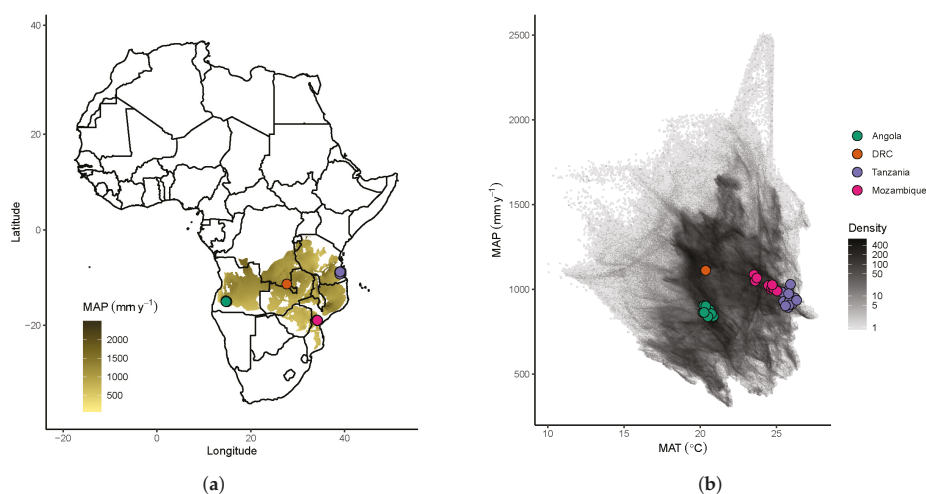 40
20
0
−20
Latitude
MAP (mm y⁻¹)
2000
1500
1000
500
−20
0
20
40
Longitude
(a)
2500
2000
1500
1000
500
MAP (mm y⁻¹)
10
15
20
25
MAT (°C)
Angola
DRC
Tanzania
Mozambique
Density
400
200
100
50
10
5
1
(b)